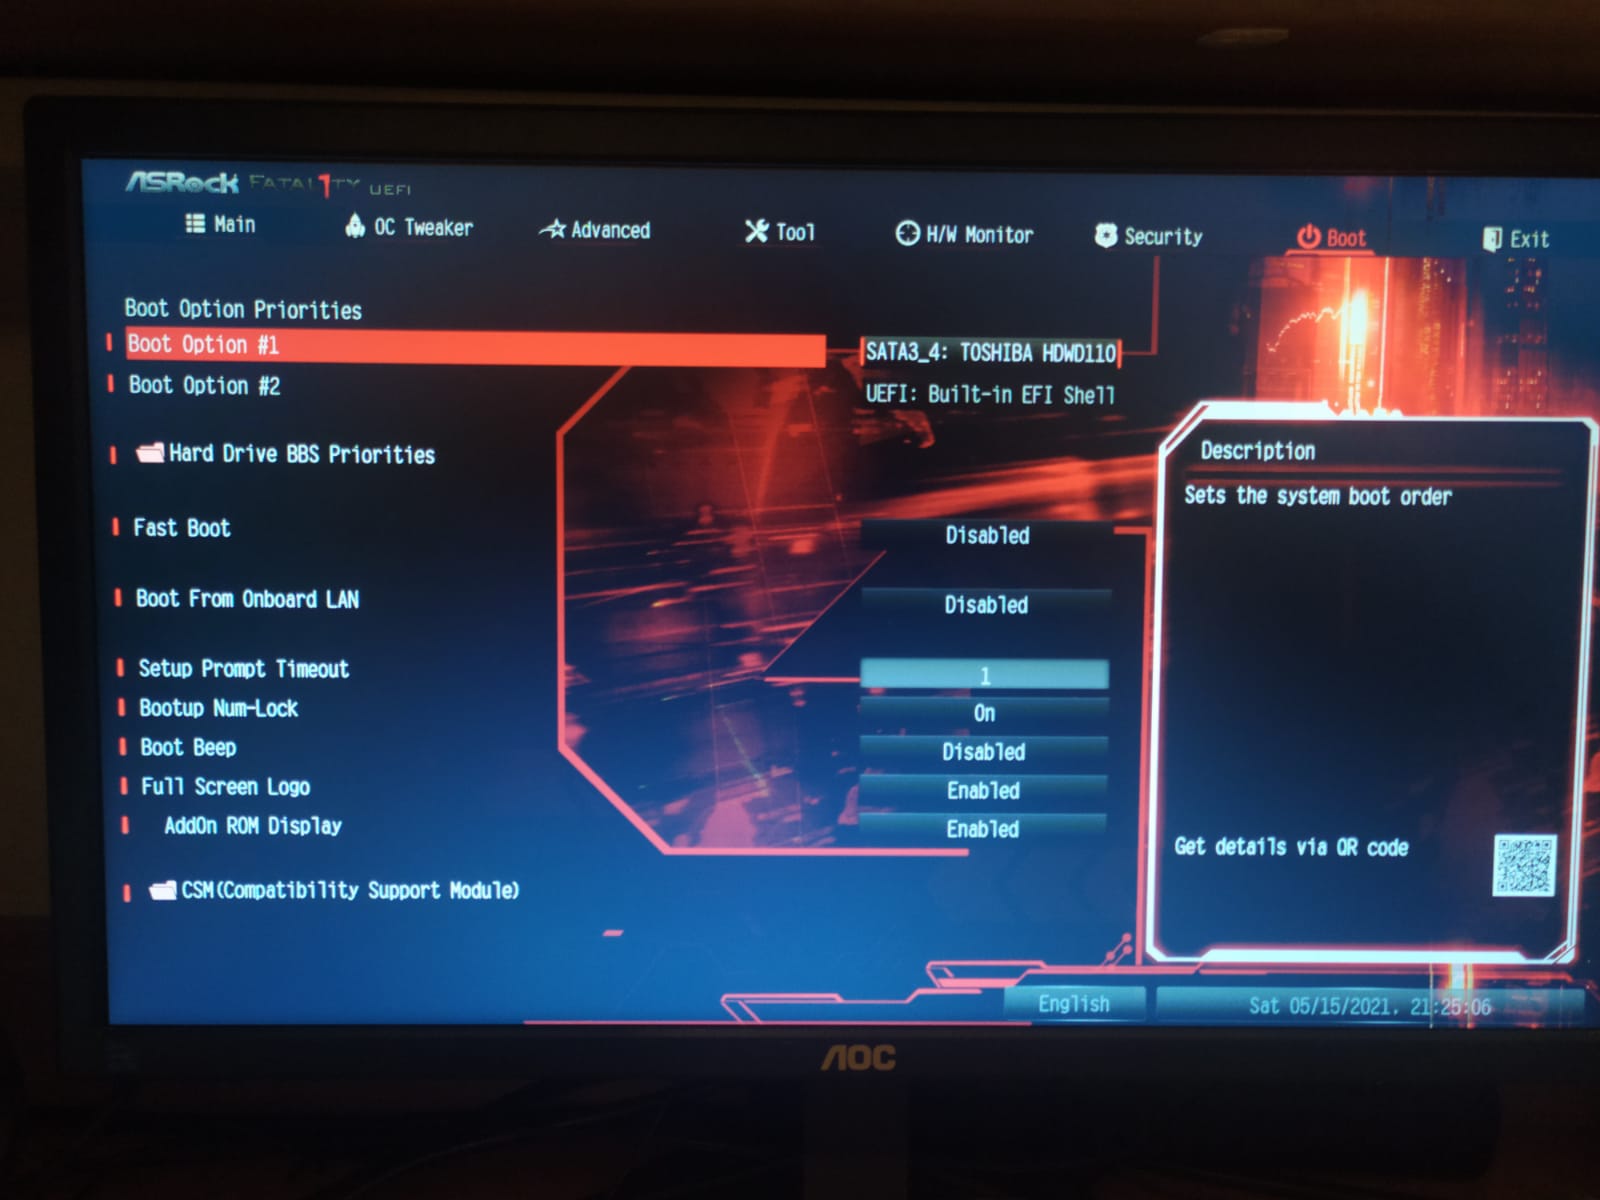 ASRock FATAL1TY UEFI
Main OC Tweaker Advanced Tool H/W Monitor Security Boot Exit
Boot Option Priorities
Boot Option #1 SATA3_4: TOSHIBA HDWD110
Boot Option #2 UEFI: Built-in EFI Shell
Hard Drive BBS Priorities
Description
Sets the system boot order
Fast Boot Disabled
Boot From Onboard LAN Disabled
Setup Prompt Timeout 1
Bootup Num-Lock On
Boot Beep Disabled
Full Screen Logo Enabled
AddOn ROM Display Enabled
Get details via QR code
CSM(Compatibility Support Module)
English Sat 05/15/2021. 21:25:06
AOC